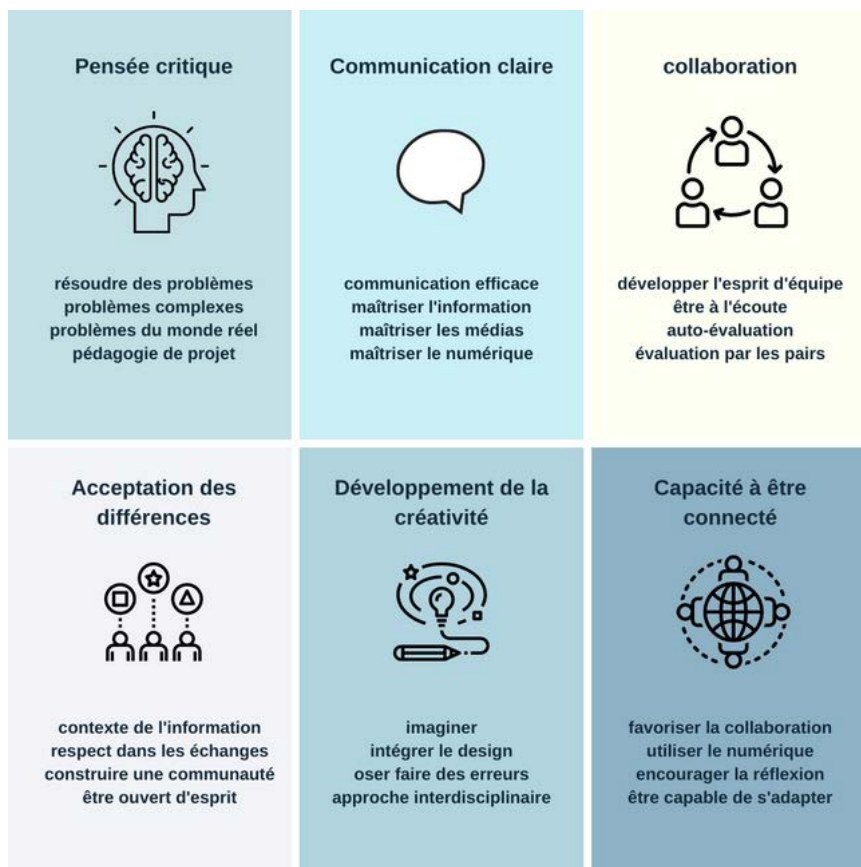 Pensée critique
résoudre des problèmes
problèmes complexes
problèmes du monde réel
pédagogie de projet
Communication claire
communication efficace
maîtriser l'information
maîtriser les médias
maîtriser le numérique
collaboration
développer l'esprit d'équipe
être à l'écoute
auto-évaluation
évaluation par les pairs
Acceptation des
différences
contexte de l'information
respect dans les échanges
construire une communauté
être ouvert d'esprit
Développement de la
créativité
imaginer
intégrer le design
oser faire des erreurs
approche interdisciplinaire
Capacité à être
connecté
favoriser la collaboration
utiliser le numérique
encourager la réflexion
être capable de s'adapter